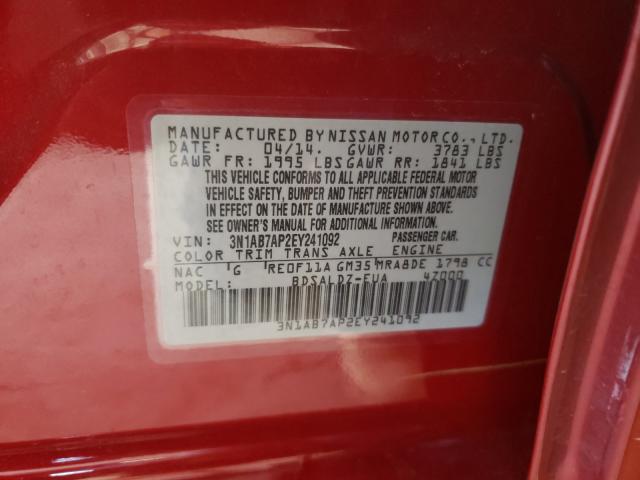 MANUFACTURED BY NISSAN MOTOR CO., LTD.
DATE: 04/14. GVWR: 3783 LBS
GAWR FR: 1995 LBS GAWR RR: 1841 LBS
THIS VEHICLE CONFORMS TO ALL APPLICABLE FEDERAL MOTOR
VEHICLE SAFETY, BUMPER AND THEFT PREVENTION STANDARDS
IN EFFECT ON THE DATE OF MANUFACTURE SHOWN ABOVE.
SEE OWNER'S MANUAL FOR ADDITIONAL INFORMATION.
VIN: 3N1AB7AP2EY241092 PASSENGER CAR.
COLOR TRIM TRANS AXLE ENGINE
NAC G RE0F11A GM35 MRA8DE 1798 CC
MODEL: BDSALDZ-EUA 47000
3N1AB7AP2EY241092